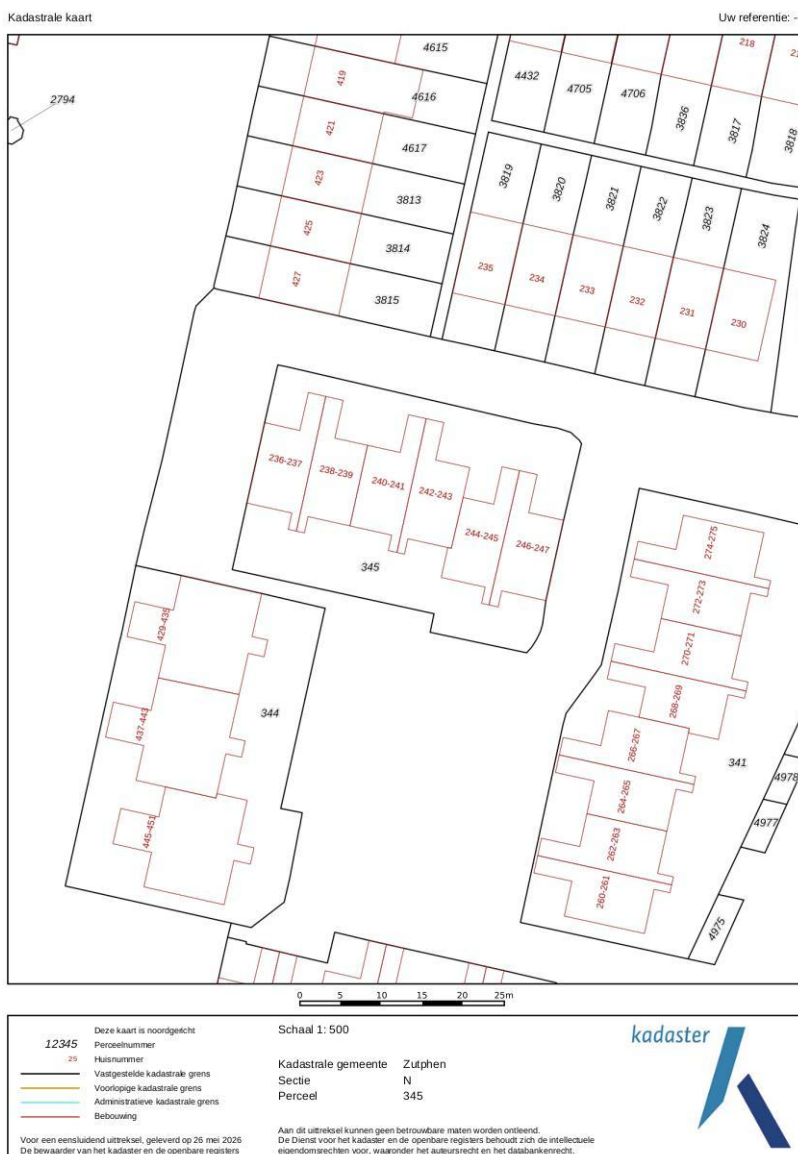 Kadastrale kaart
Uw referentie: -
4615
4616
4617
3813
3814
3815
2794
419
421
423
425
427
4432
4705
4706
3836
3817
3818
218
3819
3820
3821
3822
3823
3824
235
234
233
232
231
230
236-237
238-239
240-241
242-243
244-245
246-247
345
429-435
437-443
445-451
344
274-275
272-273
270-271
268-269
266-267
264-265
262-263
260-261
341
4978
4977
4975
0 5 10 15 20 25m
12345
25
Deze kaart is noordgericht
Perceelnummer
Huisnummer
Vastgestelde kadastrale grens
Voorlopige kadastrale grens
Administratieve kadastrale grens
Bebouwing
Voor een eensluidend uittreksel, geleverd op 26 mei 2026
De bewaarder van het kadaster en de openbare registers
Schaal 1: 500
Kadastrale gemeente Zutphen
Sectie N
Perceel 345
Aan dit uittreksel kunnen geen betrouwbare maten worden ontleend.
De Dienst voor het kadaster en de openbare registers behoudt zich de intellectuele
eigendomsrechten voor, waaronder het auteursrecht en het databankenrecht.
kadaster